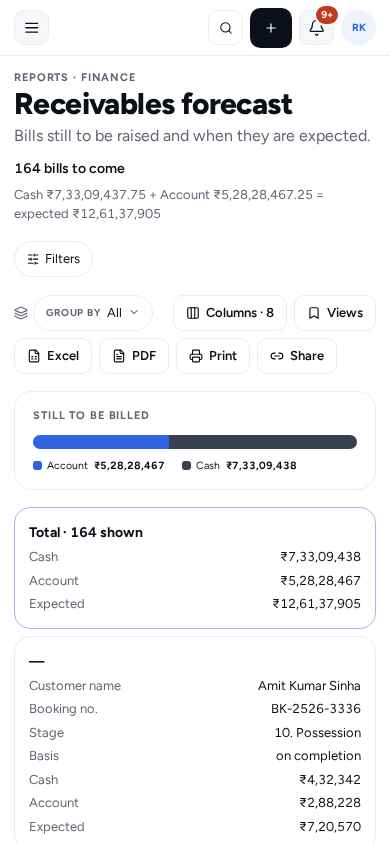 9+
RK
REPORTS · FINANCE
Receivables forecast
Bills still to be raised and when they are expected.
164 bills to come
Cash ₹7,33,09,437.75 + Account ₹5,28,28,467.25 =
expected ₹12,61,37,905
Filters
GROUP BY All
Columns · 8
Views
Excel
PDF
Print
Share
STILL TO BE BILLED
Account ₹5,28,28,467 Cash ₹7,33,09,438
Total · 164 shown
Cash ₹7,33,09,438
Account ₹5,28,28,467
Expected ₹12,61,37,905
—
Customer name Amit Kumar Sinha
Booking no. BK-2526-3336
Stage 10. Possession
Basis on completion
Cash ₹4,32,342
Account ₹2,88,228
Expected ₹7,20,570